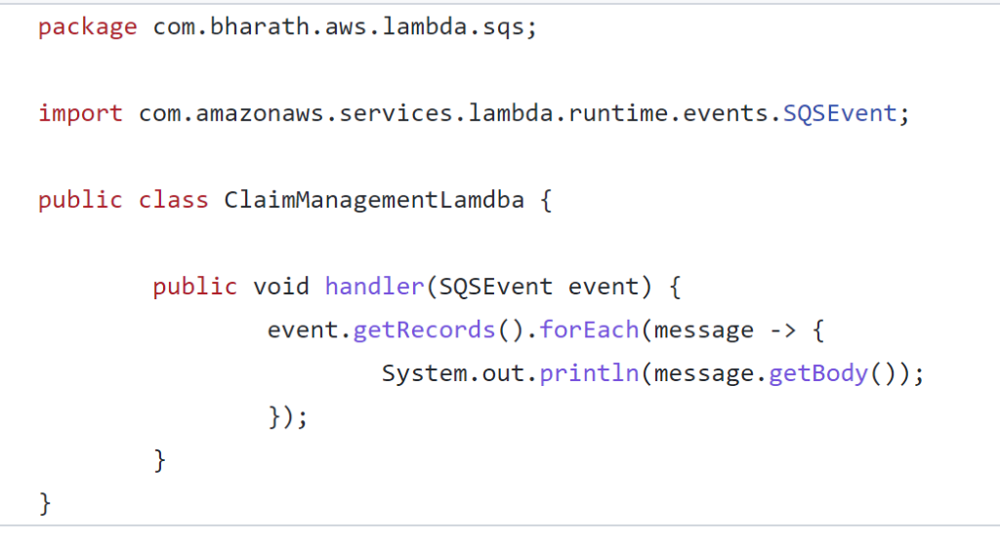 package com.bharath.aws.lambda.sqs;
import com.amazonaws.services.lambda.runtime.events.SQSEvent;
public class ClaimManagementLamdba {
public void handler(SQSEvent event) {
event.getRecords().forEach(message -> {
System.out.println(message.getBody());
});
}
}